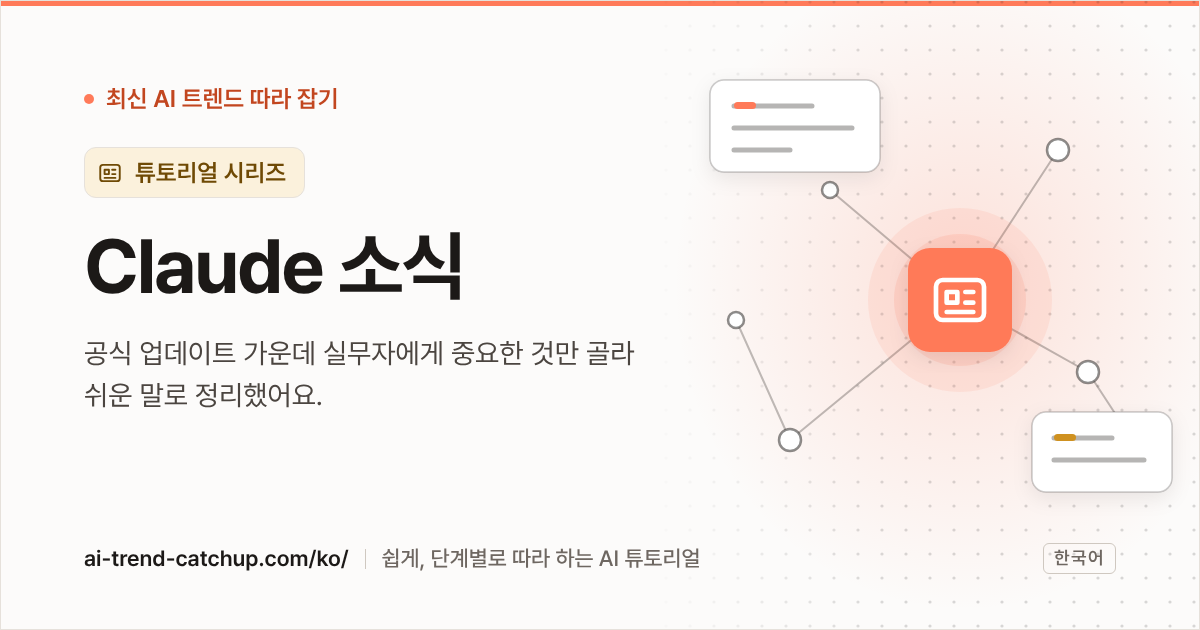 최신 AI 트렌드 따라 잡기
튜토리얼 시리즈
Claude 소식
공식 업데이트 가운데 실무자에게 중요한 것만 골라
쉬운 말로 정리했어요.
ai-trend-catchup.com/ko/ | 쉽게, 단계별로 따라 하는 AI 튜토리얼
한국어